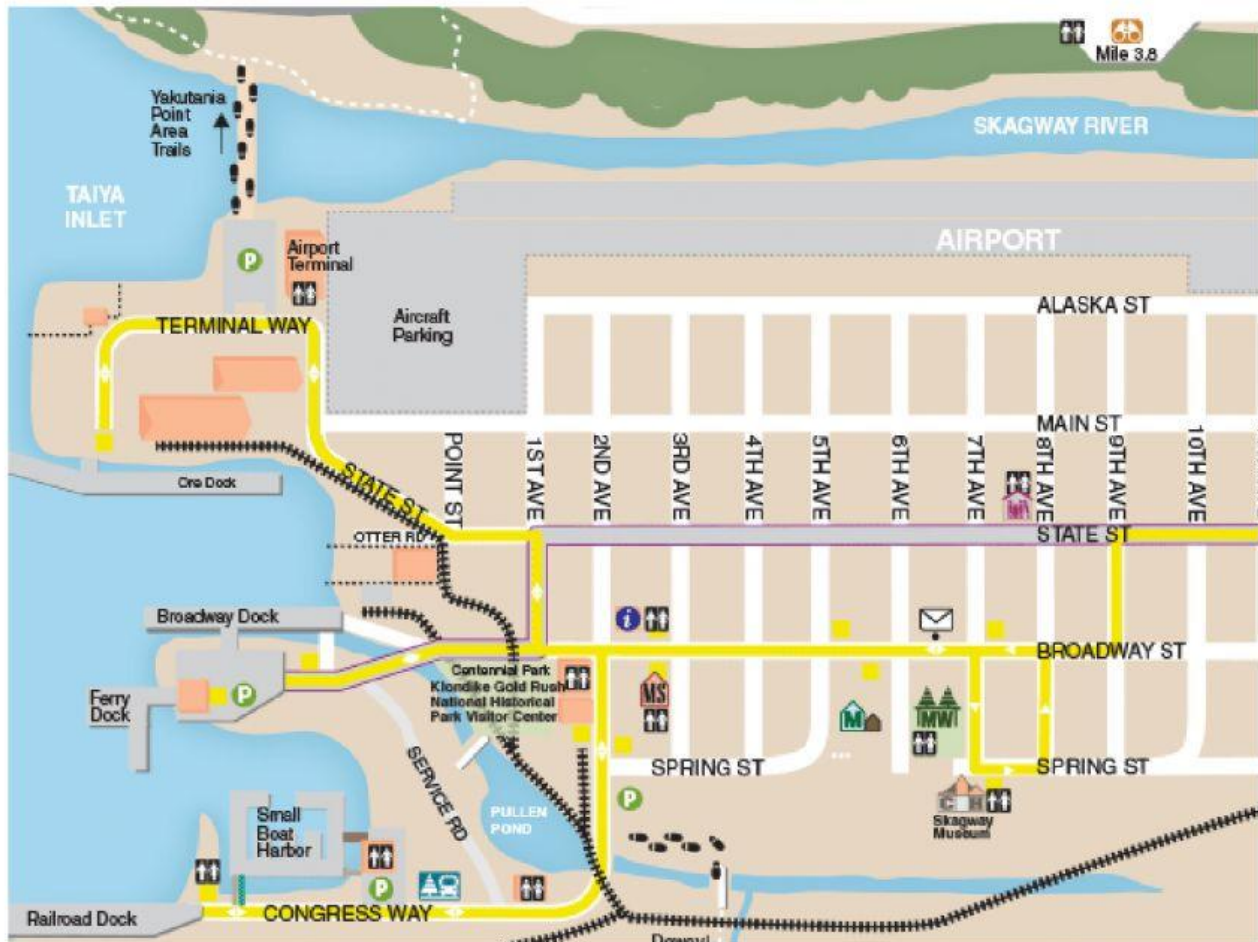 Mile 3.8
Yakutania
Point
Area
Trails
SKAGWAY RIVER
TAIYA
INLET
AIRPORT
Airport
Terminal
P
ALASKA ST
TERMINAL WAY
Aircraft
Parking
MAIN ST
STATE ST
POINT ST
1ST AVE
2ND AVE
3RD AVE
4TH AVE
5TH AVE
6TH AVE
7TH AVE
8TH AVE
9TH AVE
10TH AVE
Ore Dock
OTTER RD
STATE ST
Broadway Dock
i
BROADWAY ST
Ferry
Dock
P
Centennial Park
Klondike Gold Rush
National Historical
Park Visitor Center
MS
M
MW
SERVICE RD
SPRING ST
...
SPRING ST
Small
Boat
Harbor
PULLEN
POND
P
C H
Skagway
Museum
P
Railroad Dock
CONGRESS WAY